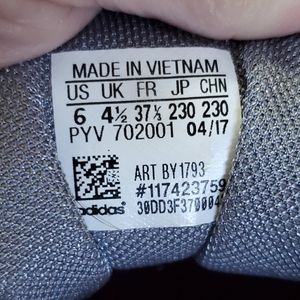 MADE IN VIETNAM
US UK FR JP CHN
6 4½ 37⅓ 230 230
PYV 702001 04/17
ART BY1793
#117423759
adidas 30DD3F370004